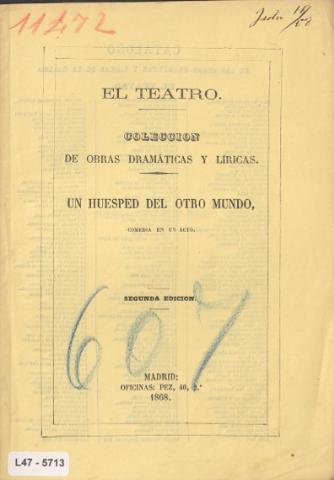 11472
EL TEATRO.
COLECCION
DE OBRAS DRAMÁTICAS Y LÍRICAS.
UN HUESPED DEL OTRO MUNDO,
COMEDIA EN UN ACTO.
SEGUNDA EDICION.
607
MADRID:
OFICINAS: PEZ, 40, 2.º
1868.
L47 - 5713